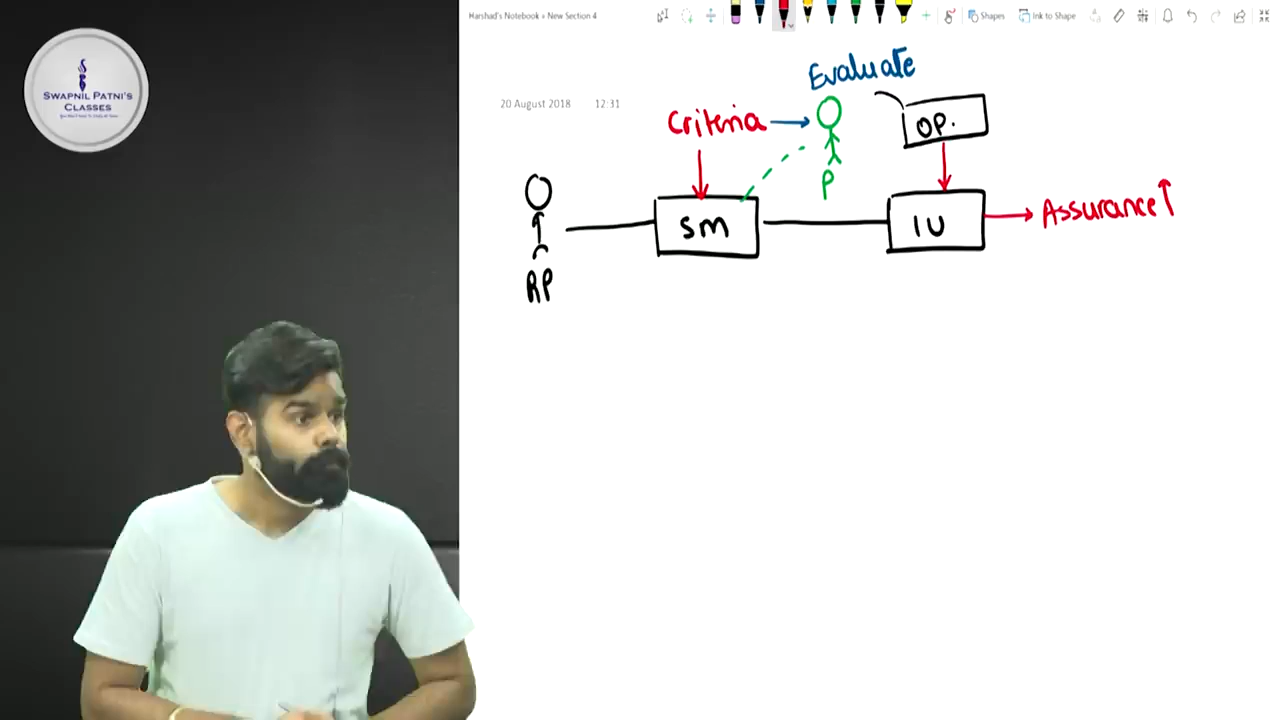 SWAPNIL PATNI'S
CLASSES
Harshad's Notebook » New Section 4
Shapes
Ink to Shape
20 August 2018 12:31
Evaluate
Criteria
OP.
P
Assurance
SM
IU
RP